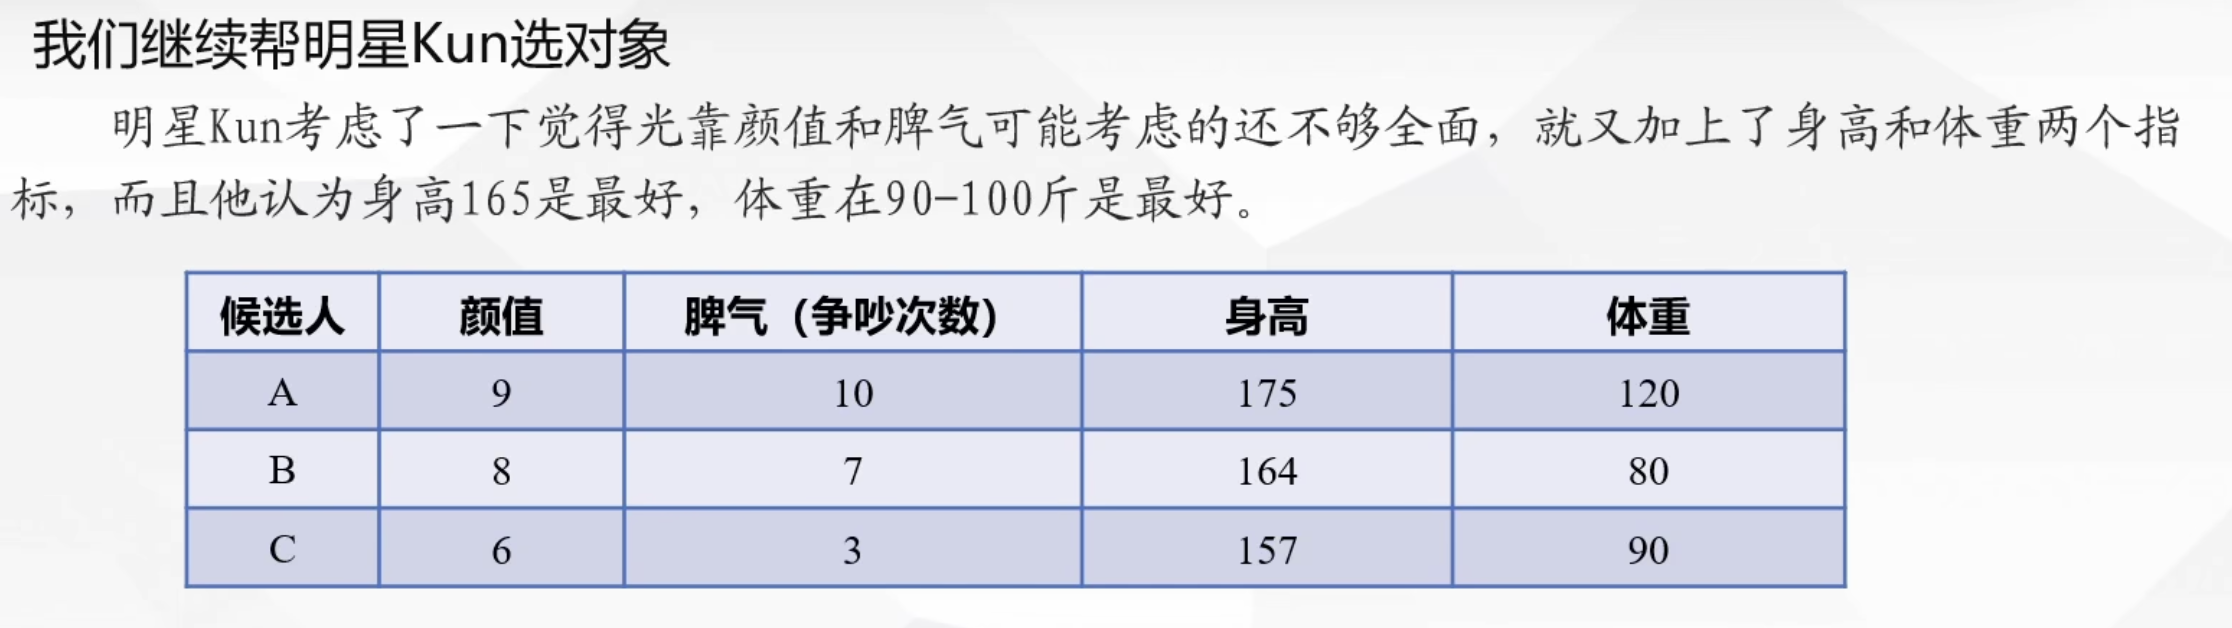 我们继续帮明星Kun选对象
明星Kun考虑了一下觉得光靠颜值和脾气可能考虑的还不够全面，就又加上了身高和体重两个指
标，而且他认为身高165是最好，体重在90-100斤是最好。
候选人 颜值 脾气（争吵次数） 身高 体重
A 9 10 175 120
B 8 7 164 80
C 6 3 157 90